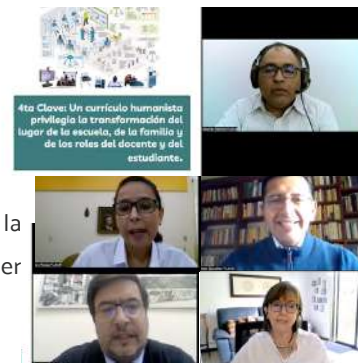 4ta Clave: Un currículo humanista
privilegia la transformación del
lugar de la escuela, de la familia y
de los roles del docente y del
estudiante.
la
er